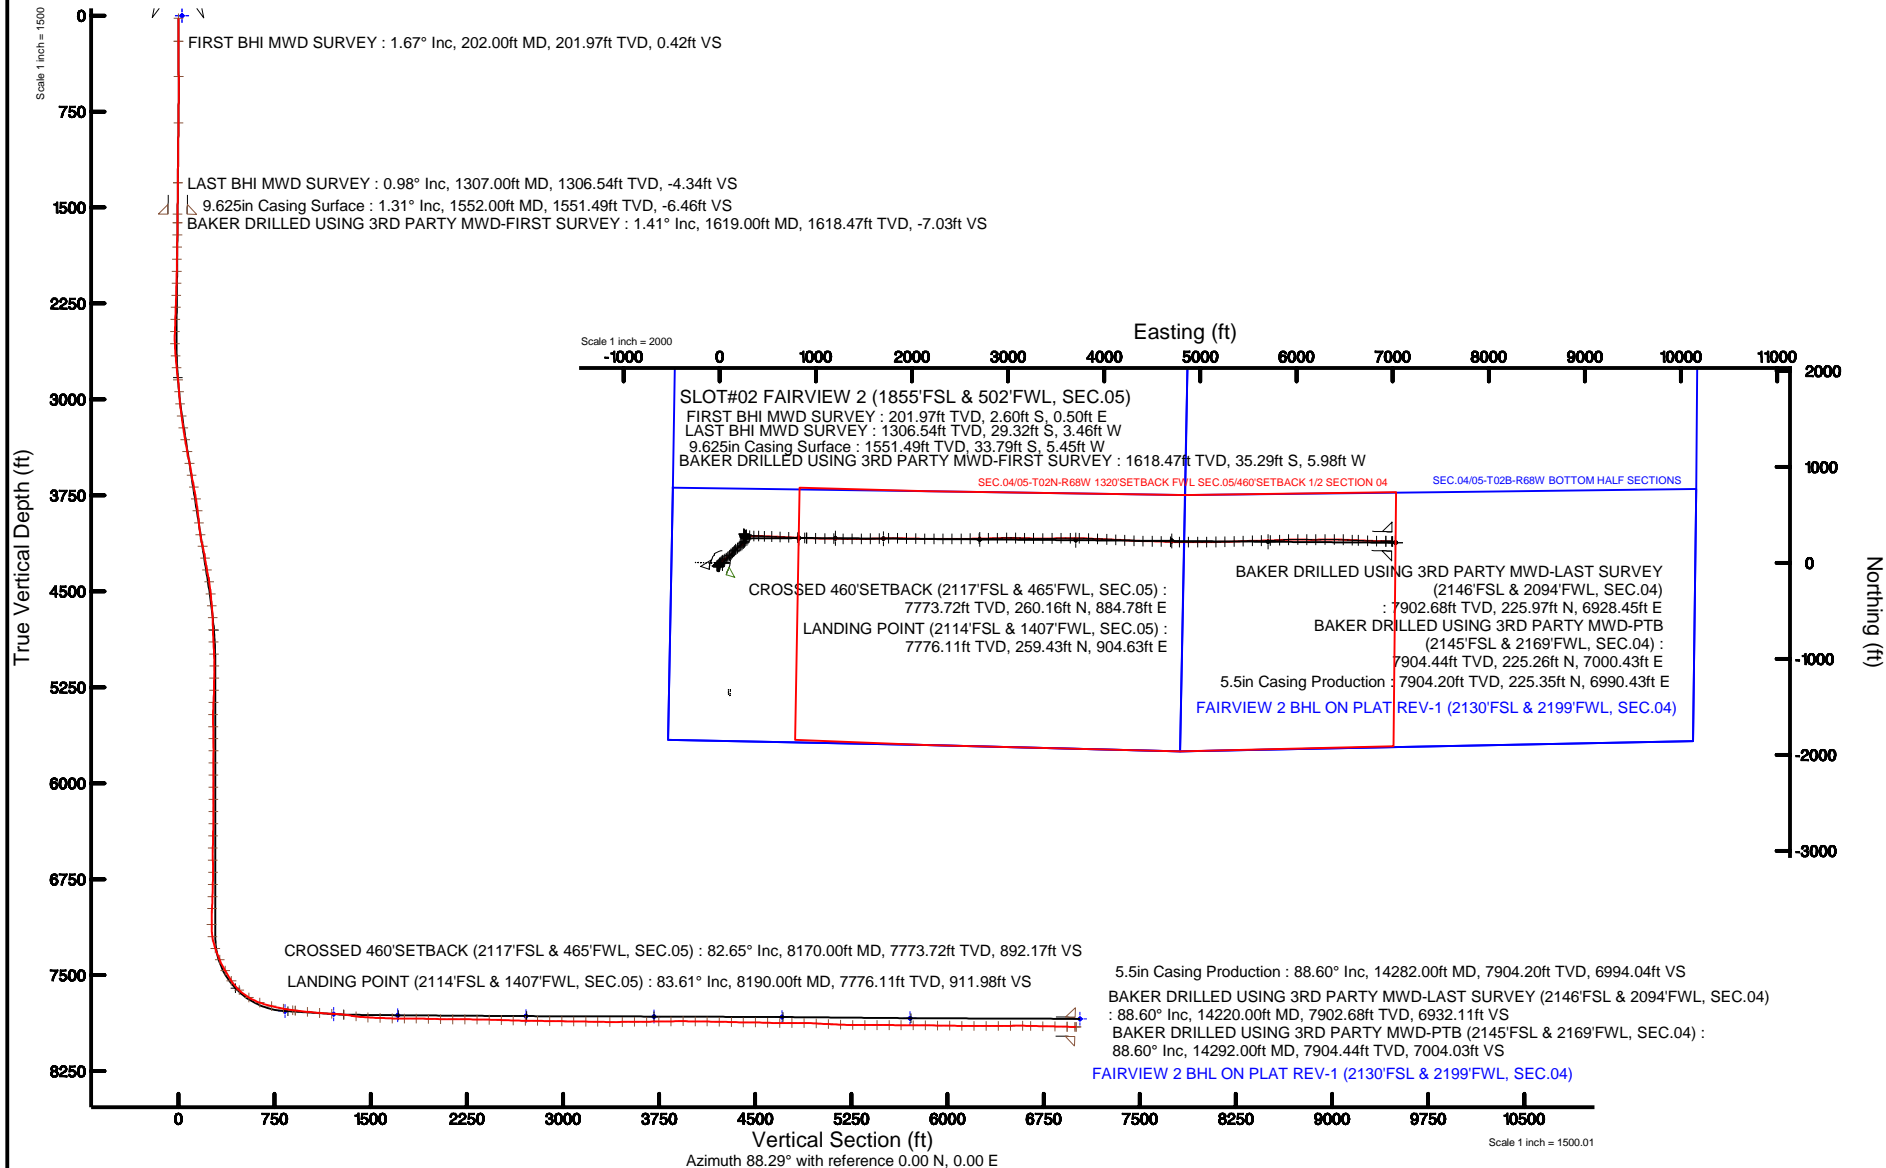 Scale 1 inch = 1500
0
750
1500
2250
3000
3750
4500
5250
6000
6750
7500
8250
True Vertical Depth (ft)
FIRST BHI MWD SURVEY : 1.67° Inc, 202.00ft MD, 201.97ft TVD, 0.42ft VS
LAST BHI MWD SURVEY : 0.98° Inc, 1307.00ft MD, 1306.54ft TVD, -4.34ft VS
9.625in Casing Surface : 1.31° Inc, 1552.00ft MD, 1551.49ft TVD, -6.46ft VS
BAKER DRILLED USING 3RD PARTY MWD-FIRST SURVEY : 1.41° Inc, 1619.00ft MD, 1618.47ft TVD, -7.03ft VS
Easting (ft)
Scale 1 inch = 2000
-1000 0 1000 2000 3000 4000 5000 6000 7000 8000 9000 10000 11000
2000
1000
0
-1000
-2000
-3000
Northing (ft)
SLOT#02 FAIRVIEW 2 (1855'FSL & 502'FWL, SEC.05)
FIRST BHI MWD SURVEY : 201.97ft TVD, 2.60ft S, 0.50ft E
LAST BHI MWD SURVEY : 1306.54ft TVD, 29.32ft S, 3.46ft W
9.625in Casing Surface : 1551.49ft TVD, 33.79ft S, 5.45ft W
BAKER DRILLED USING 3RD PARTY MWD-FIRST SURVEY : 1618.47ft TVD, 35.29ft S, 5.98ft W
SEC.04/05-T02N-R68W 1320'SETBACK FWL SEC.05/460'SETBACK 1/2 SECTION 04
SEC.04/05-T02B-R68W BOTTOM HALF SECTIONS
CROSSED 460'SETBACK (2117'FSL & 465'FWL, SEC.05) :
7773.72ft TVD, 260.16ft N, 884.78ft E
LANDING POINT (2114'FSL & 1407'FWL, SEC.05) :
7776.11ft TVD, 259.43ft N, 904.63ft E
BAKER DRILLED USING 3RD PARTY MWD-LAST SURVEY
(2146'FSL & 2094'FWL, SEC.04)
: 7902.68ft TVD, 225.97ft N, 6928.45ft E
BAKER DRILLED USING 3RD PARTY MWD-PTB
(2145'FSL & 2169'FWL, SEC.04) :
7904.44ft TVD, 225.26ft N, 7000.43ft E
5.5in Casing Production : 7904.20ft TVD, 225.35ft N, 6990.43ft E
FAIRVIEW 2 BHL ON PLAT REV-1 (2130'FSL & 2199'FWL, SEC.04)
CROSSED 460'SETBACK (2117'FSL & 465'FWL, SEC.05) : 82.65° Inc, 8170.00ft MD, 7773.72ft TVD, 892.17ft VS
LANDING POINT (2114'FSL & 1407'FWL, SEC.05) : 83.61° Inc, 8190.00ft MD, 7776.11ft TVD, 911.98ft VS
5.5in Casing Production : 88.60° Inc, 14282.00ft MD, 7904.20ft TVD, 6994.04ft VS
BAKER DRILLED USING 3RD PARTY MWD-LAST SURVEY (2146'FSL & 2094'FWL, SEC.04)
: 88.60° Inc, 14220.00ft MD, 7902.68ft TVD, 6932.11ft VS
BAKER DRILLED USING 3RD PARTY MWD-PTB (2145'FSL & 2169'FWL, SEC.04) :
88.60° Inc, 14292.00ft MD, 7904.44ft TVD, 7004.03ft VS
FAIRVIEW 2 BHL ON PLAT REV-1 (2130'FSL & 2199'FWL, SEC.04)
0 750 1500 2250 3000 3750 4500 5250 6000 6750 7500 8250 9000 9750 10500
Vertical Section (ft)
Scale 1 inch = 1500.01
Azimuth 88.29° with reference 0.00 N, 0.00 E